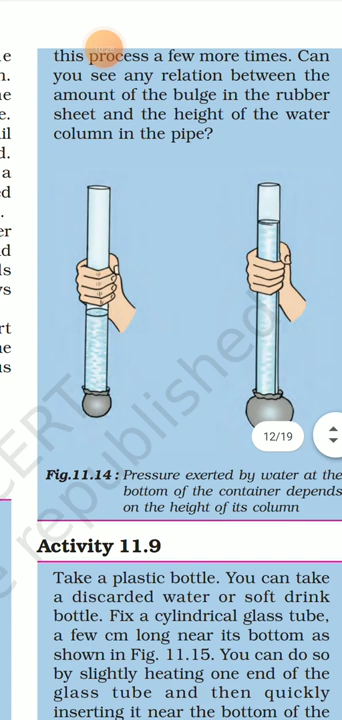 this process a few more times. Can
you see any relation between the
amount of the bulge in the rubber
sheet and the height of the water
column in the pipe?
12/19
Fig.11.14 : Pressure exerted by water at the
bottom of the container depends
on the height of its column
Activity 11.9
Take a plastic bottle. You can take
a discarded water or soft drink
bottle. Fix a cylindrical glass tube,
a few cm long near its bottom as
shown in Fig. 11.15. You can do so
by slightly heating one end of the
glass tube and then quickly
inserting it near the bottom of the
republished